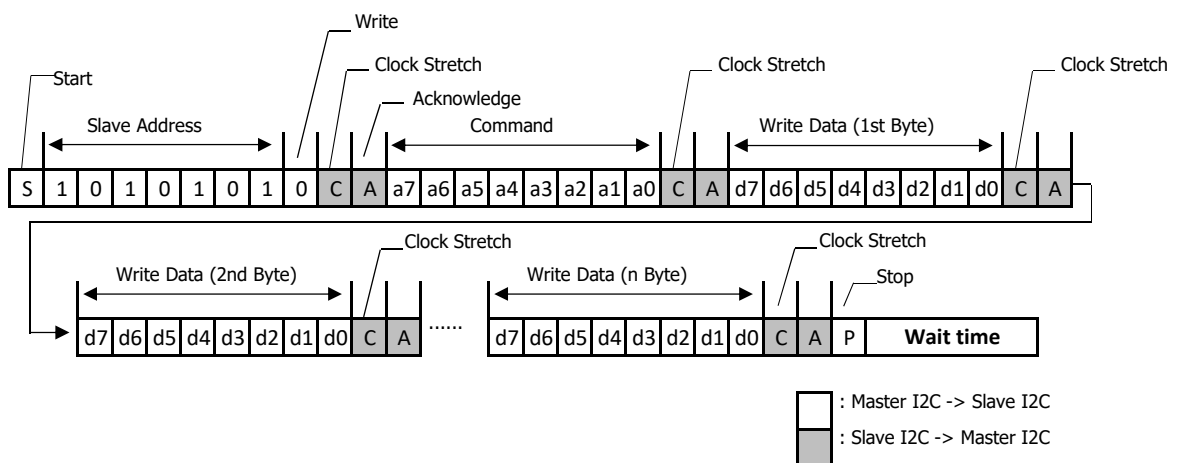 Write
Start
Clock Stretch
Clock Stretch
Clock Stretch
Acknowledge
Slave Address
Command
Write Data (1st Byte)
S 1 0 1 0 1 0 1 0 C A a7 a6 a5 a4 a3 a2 a1 a0 C A d7 d6 d5 d4 d3 d2 d1 d0 C A
Clock Stretch
Clock Stretch
Write Data (2nd Byte)
Write Data (n Byte)
Stop
d7 d6 d5 d4 d3 d2 d1 d0 C A ...... d7 d6 d5 d4 d3 d2 d1 d0 C A P Wait time
: Master I2C -> Slave I2C
: Slave I2C -> Master I2C